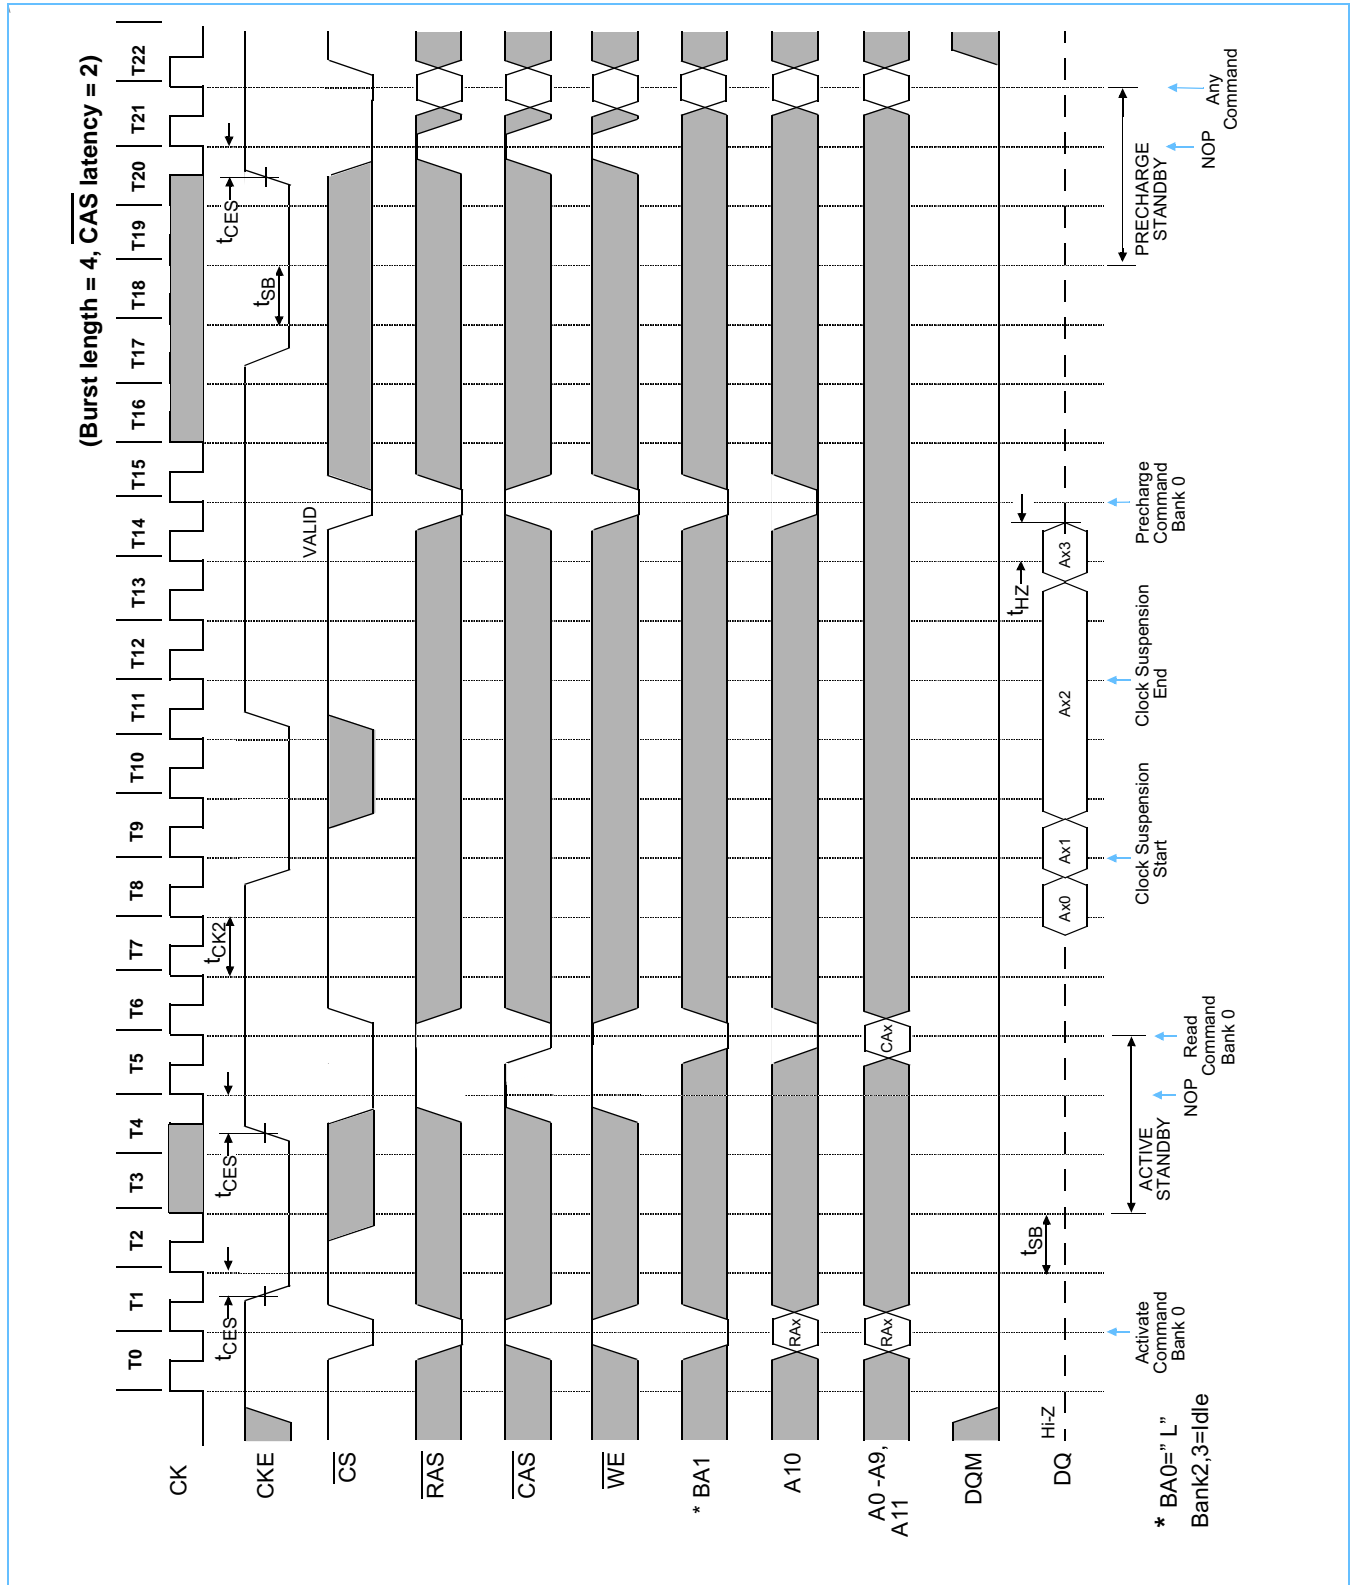 (Burst length = 4, CAS latency = 2)
T0 T1 T2 T3 T4 T5 T6 T7 T8 T9 T10 T11 T12 T13 T14 T15 T16 T17 T18 T19 T20 T21 T22
CK
tCES
tCES
tCK2
tCES
CKE
tSB
CS
VALID
RAS
CAS
WE
* BA1
A10
RAx
A0 -A9,
A11
RAx
CAx
DQM
DQ
Hi-Z
tSB
Ax0
Ax1
Ax2
Ax3
tHZ
ACTIVE
STANDBY
PRECHARGE
STANDBY
Activate
Command
Bank 0
NOP
Read
Command
Bank 0
Clock Suspension
Start
Clock Suspension
End
Precharge
Command
Bank 0
NOP
Any
Command
* BA0=” L”
Bank2,3=Idle